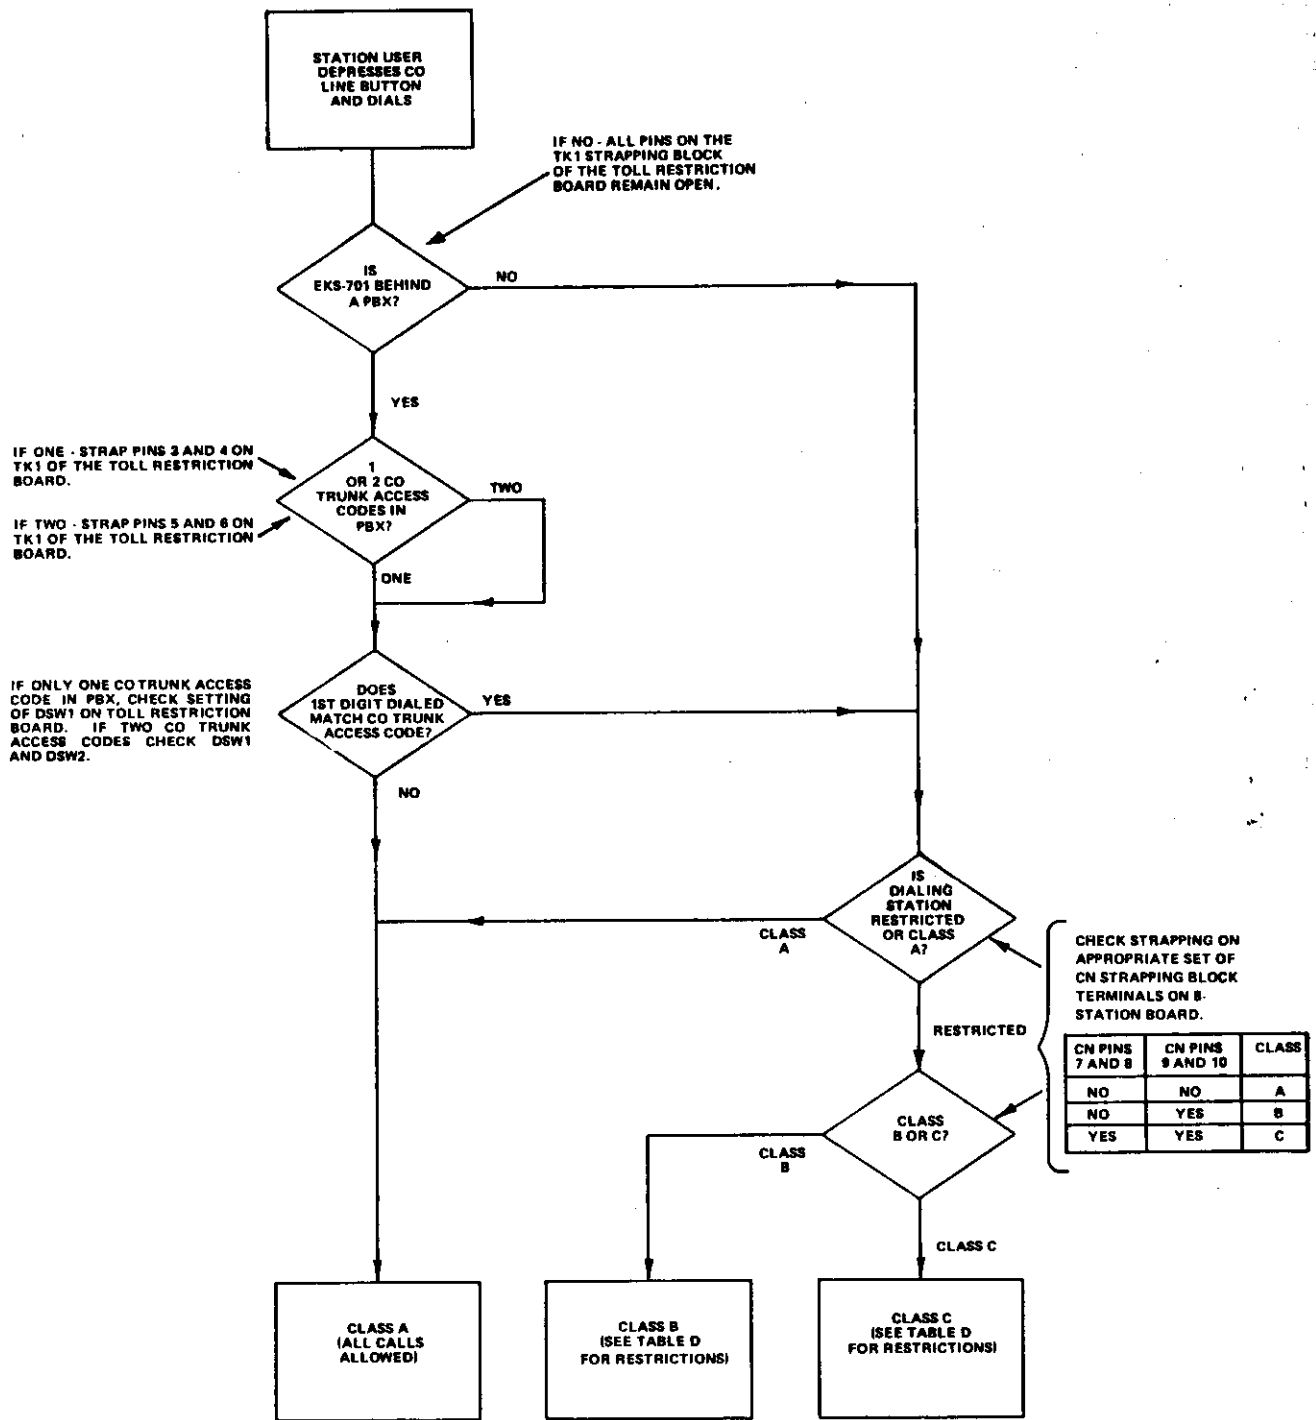 STATION USER
DEPRESSES CO
LINE BUTTON
AND DIALS
IF NO - ALL PINS ON THE
TK1 STRAPPING BLOCK
OF THE TOLL RESTRICTION
BOARD REMAIN OPEN.
IS
EKS-701 BEHIND
A PBX?
NO
YES
IF ONE - STRAP PINS 3 AND 4 ON
TK1 OF THE TOLL RESTRICTION
BOARD.
IF TWO - STRAP PINS 5 AND 6 ON
TK1 OF THE TOLL RESTRICTION
BOARD.
1
OR 2 CO
TRUNK ACCESS
CODES IN
PBX?
TWO
ONE
IF ONLY ONE CO TRUNK ACCESS
CODE IN PBX, CHECK SETTING
OF DSW1 ON TOLL RESTRICTION
BOARD. IF TWO CO TRUNK
ACCESS CODES CHECK DSW1
AND DSW2.
DOES
1ST DIGIT DIALED
MATCH CO TRUNK
ACCESS CODE?
YES
NO
IS
DIALING
STATION
RESTRICTED
OR CLASS
A?
CLASS
A
RESTRICTED
CHECK STRAPPING ON
APPROPRIATE SET OF
CN STRAPPING BLOCK
TERMINALS ON 8-
STATION BOARD.
CN PINS
7 AND 8
CN PINS
9 AND 10
CLASS
NO NO A
NO YES B
YES YES C
CLASS
B OR C?
CLASS
B
CLASS C
CLASS A
(ALL CALLS
ALLOWED)
CLASS B
(SEE TABLE D
FOR RESTRICTIONS)
CLASS C
(SEE TABLE D
FOR RESTRICTIONS)